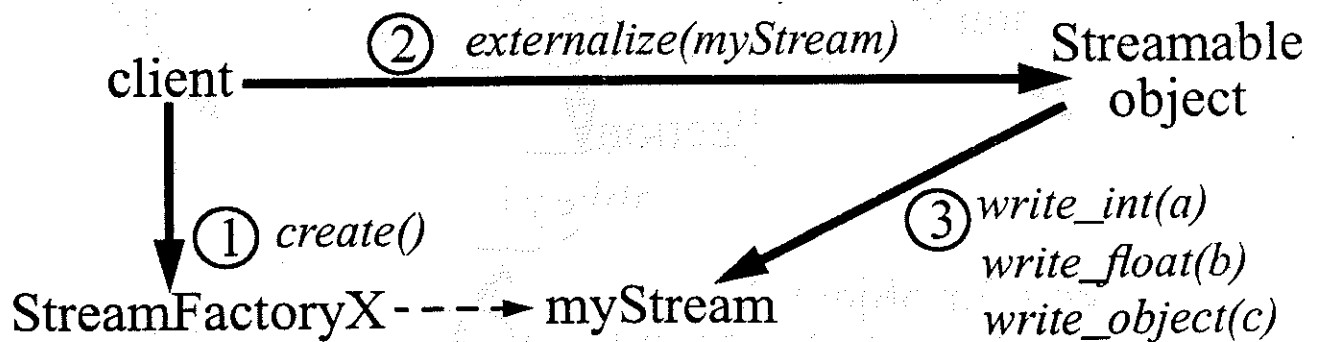 ② externalize(myStream)
client
Streamable
object
① create()
③ write_int(a)
write_float(b)
write_object(c)
StreamFactoryX
myStream